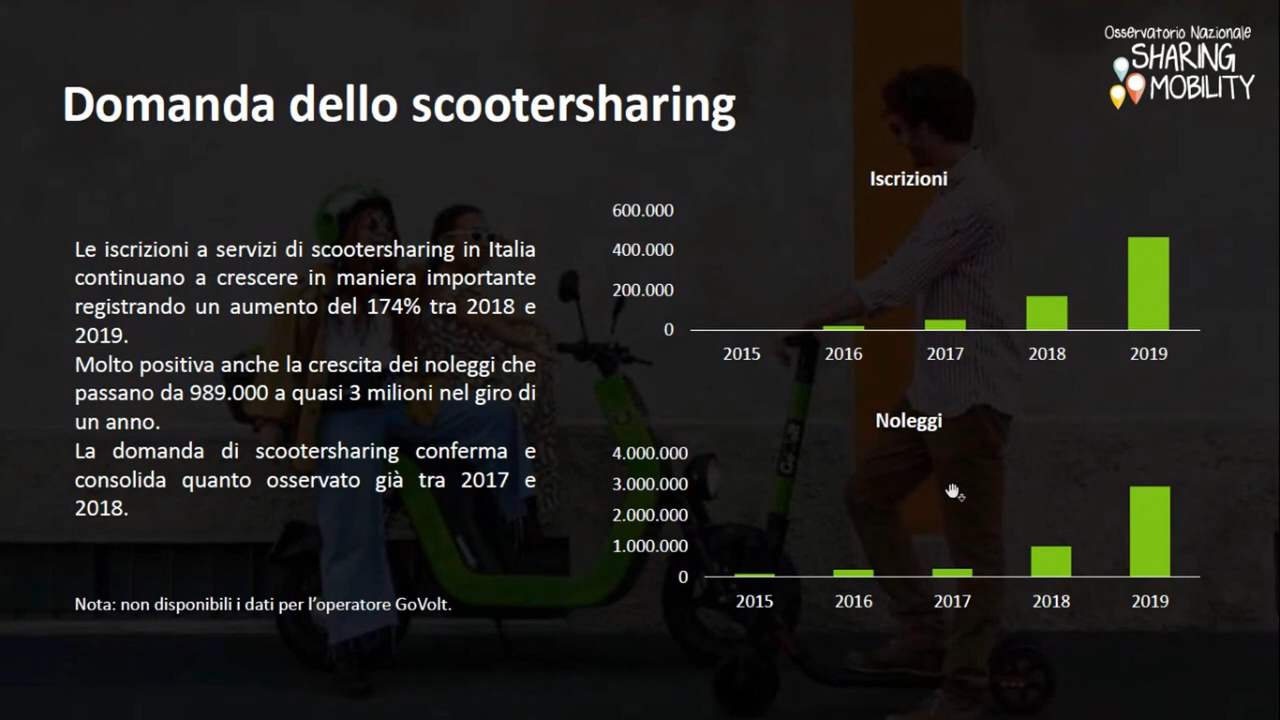 Osservatorio Nazionale
SHARING
MOBILITY
Domanda dello scootersharing
Le iscrizioni a servizi di scootersharing in Italia
continuano a crescere in maniera importante
registrando un aumento del 174% tra 2018 e
2019.
Molto positiva anche la crescita dei noleggi che
passano da 989.000 a quasi 3 milioni nel giro di
un anno.
La domanda di scootersharing conferma e
consolida quanto osservato già tra 2017 e
2018.
Nota: non disponibili i dati per l'operatore GoVolt.
Iscrizioni
600.000
400.000
200.000
0
2015 2016 2017 2018 2019
Noleggi
4.000.000
3.000.000
2.000.000
1.000.000
0
2015 2016 2017 2018 2019